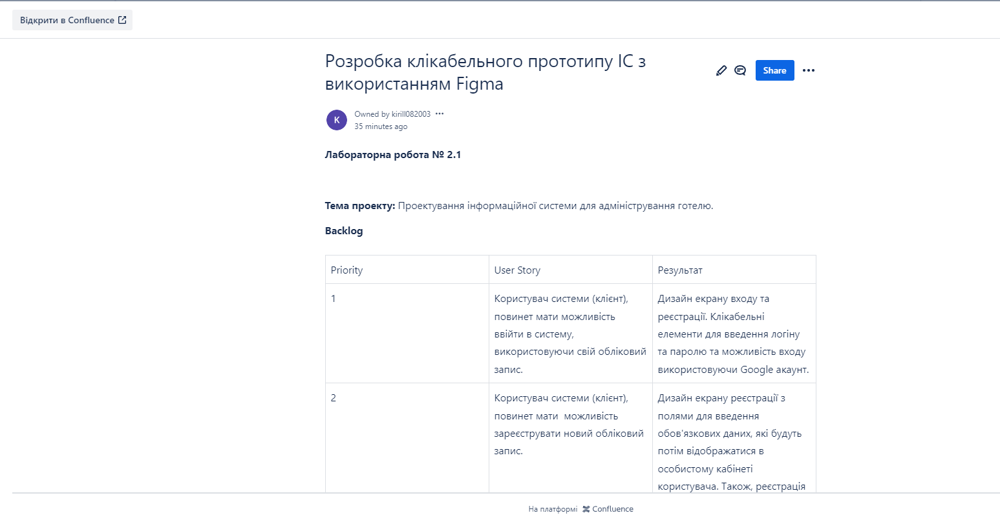 Відкрити в Confluence
Розробка клікабельного прототипу ІС з
використанням Figma
Share
K
Owned by kirill082003
35 minutes ago
Лабораторна робота № 2.1
Тема проекту: Проектування інформаційної системи для адміністрування готелю.
Backlog
Priority
User Story
Результат
1
Користувач системи (клієнт),
повинет мати можливість
ввійти в систему,
використовуючи свій обліковий
запис.
Дизайн екрану входу та
реєстрації. Клікабельні
елементи для введення логіну
та паролю та можливість входу
використовуючи Google акаунт.
2
Користувач системи (клієнт),
повинет мати  можливість
зареєструвати новий обліковий
запис.
Дизайн екрану реєстрації з
полями для введення
обов'язкових даних, які будуть
потім відображатися в
особистому кабінеті
користувача. Також, реєстрація
На платформі Confluence